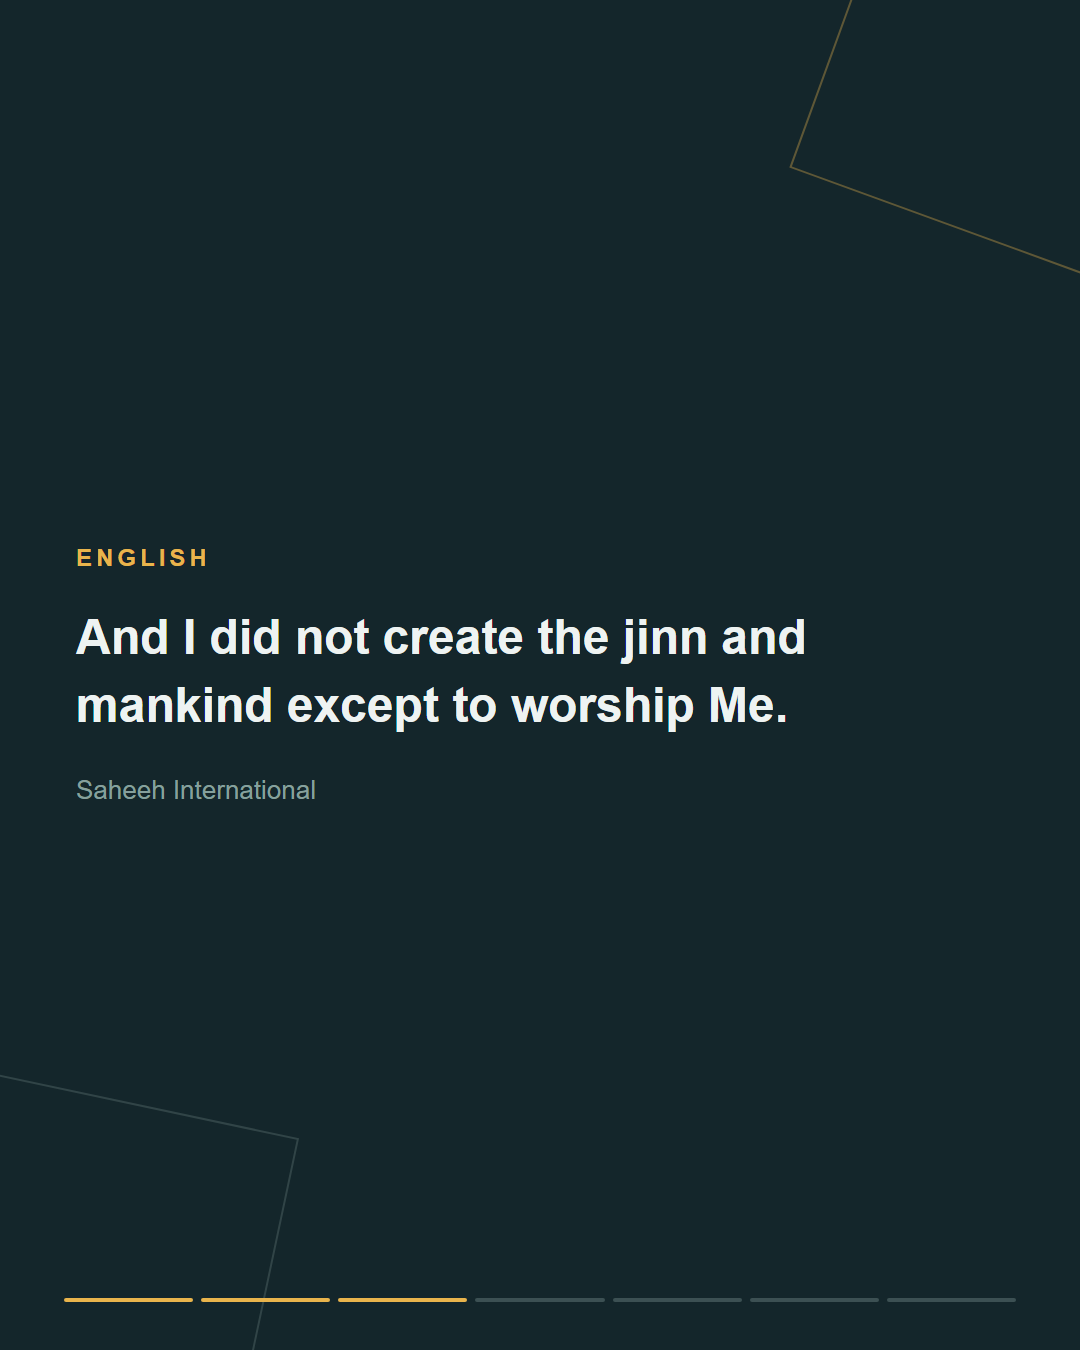 ENGLISH
And I did not create the jinn and
mankind except to worship Me.
Saheeh International